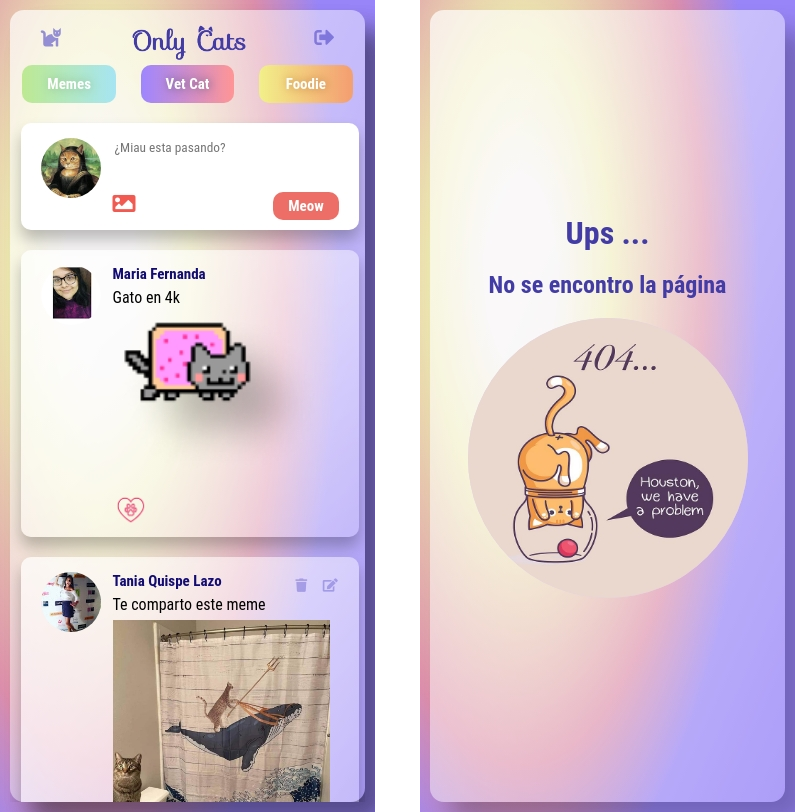 Only Cats
Memes
Vet Cat
Foodie
¿Miau esta pasando?
Meow
Maria Fernanda
Gato en 4k
Tania Quispe Lazo
Te comparto este meme
Ups ...
No se encontro la página
404...
Houston,
we have
a problem